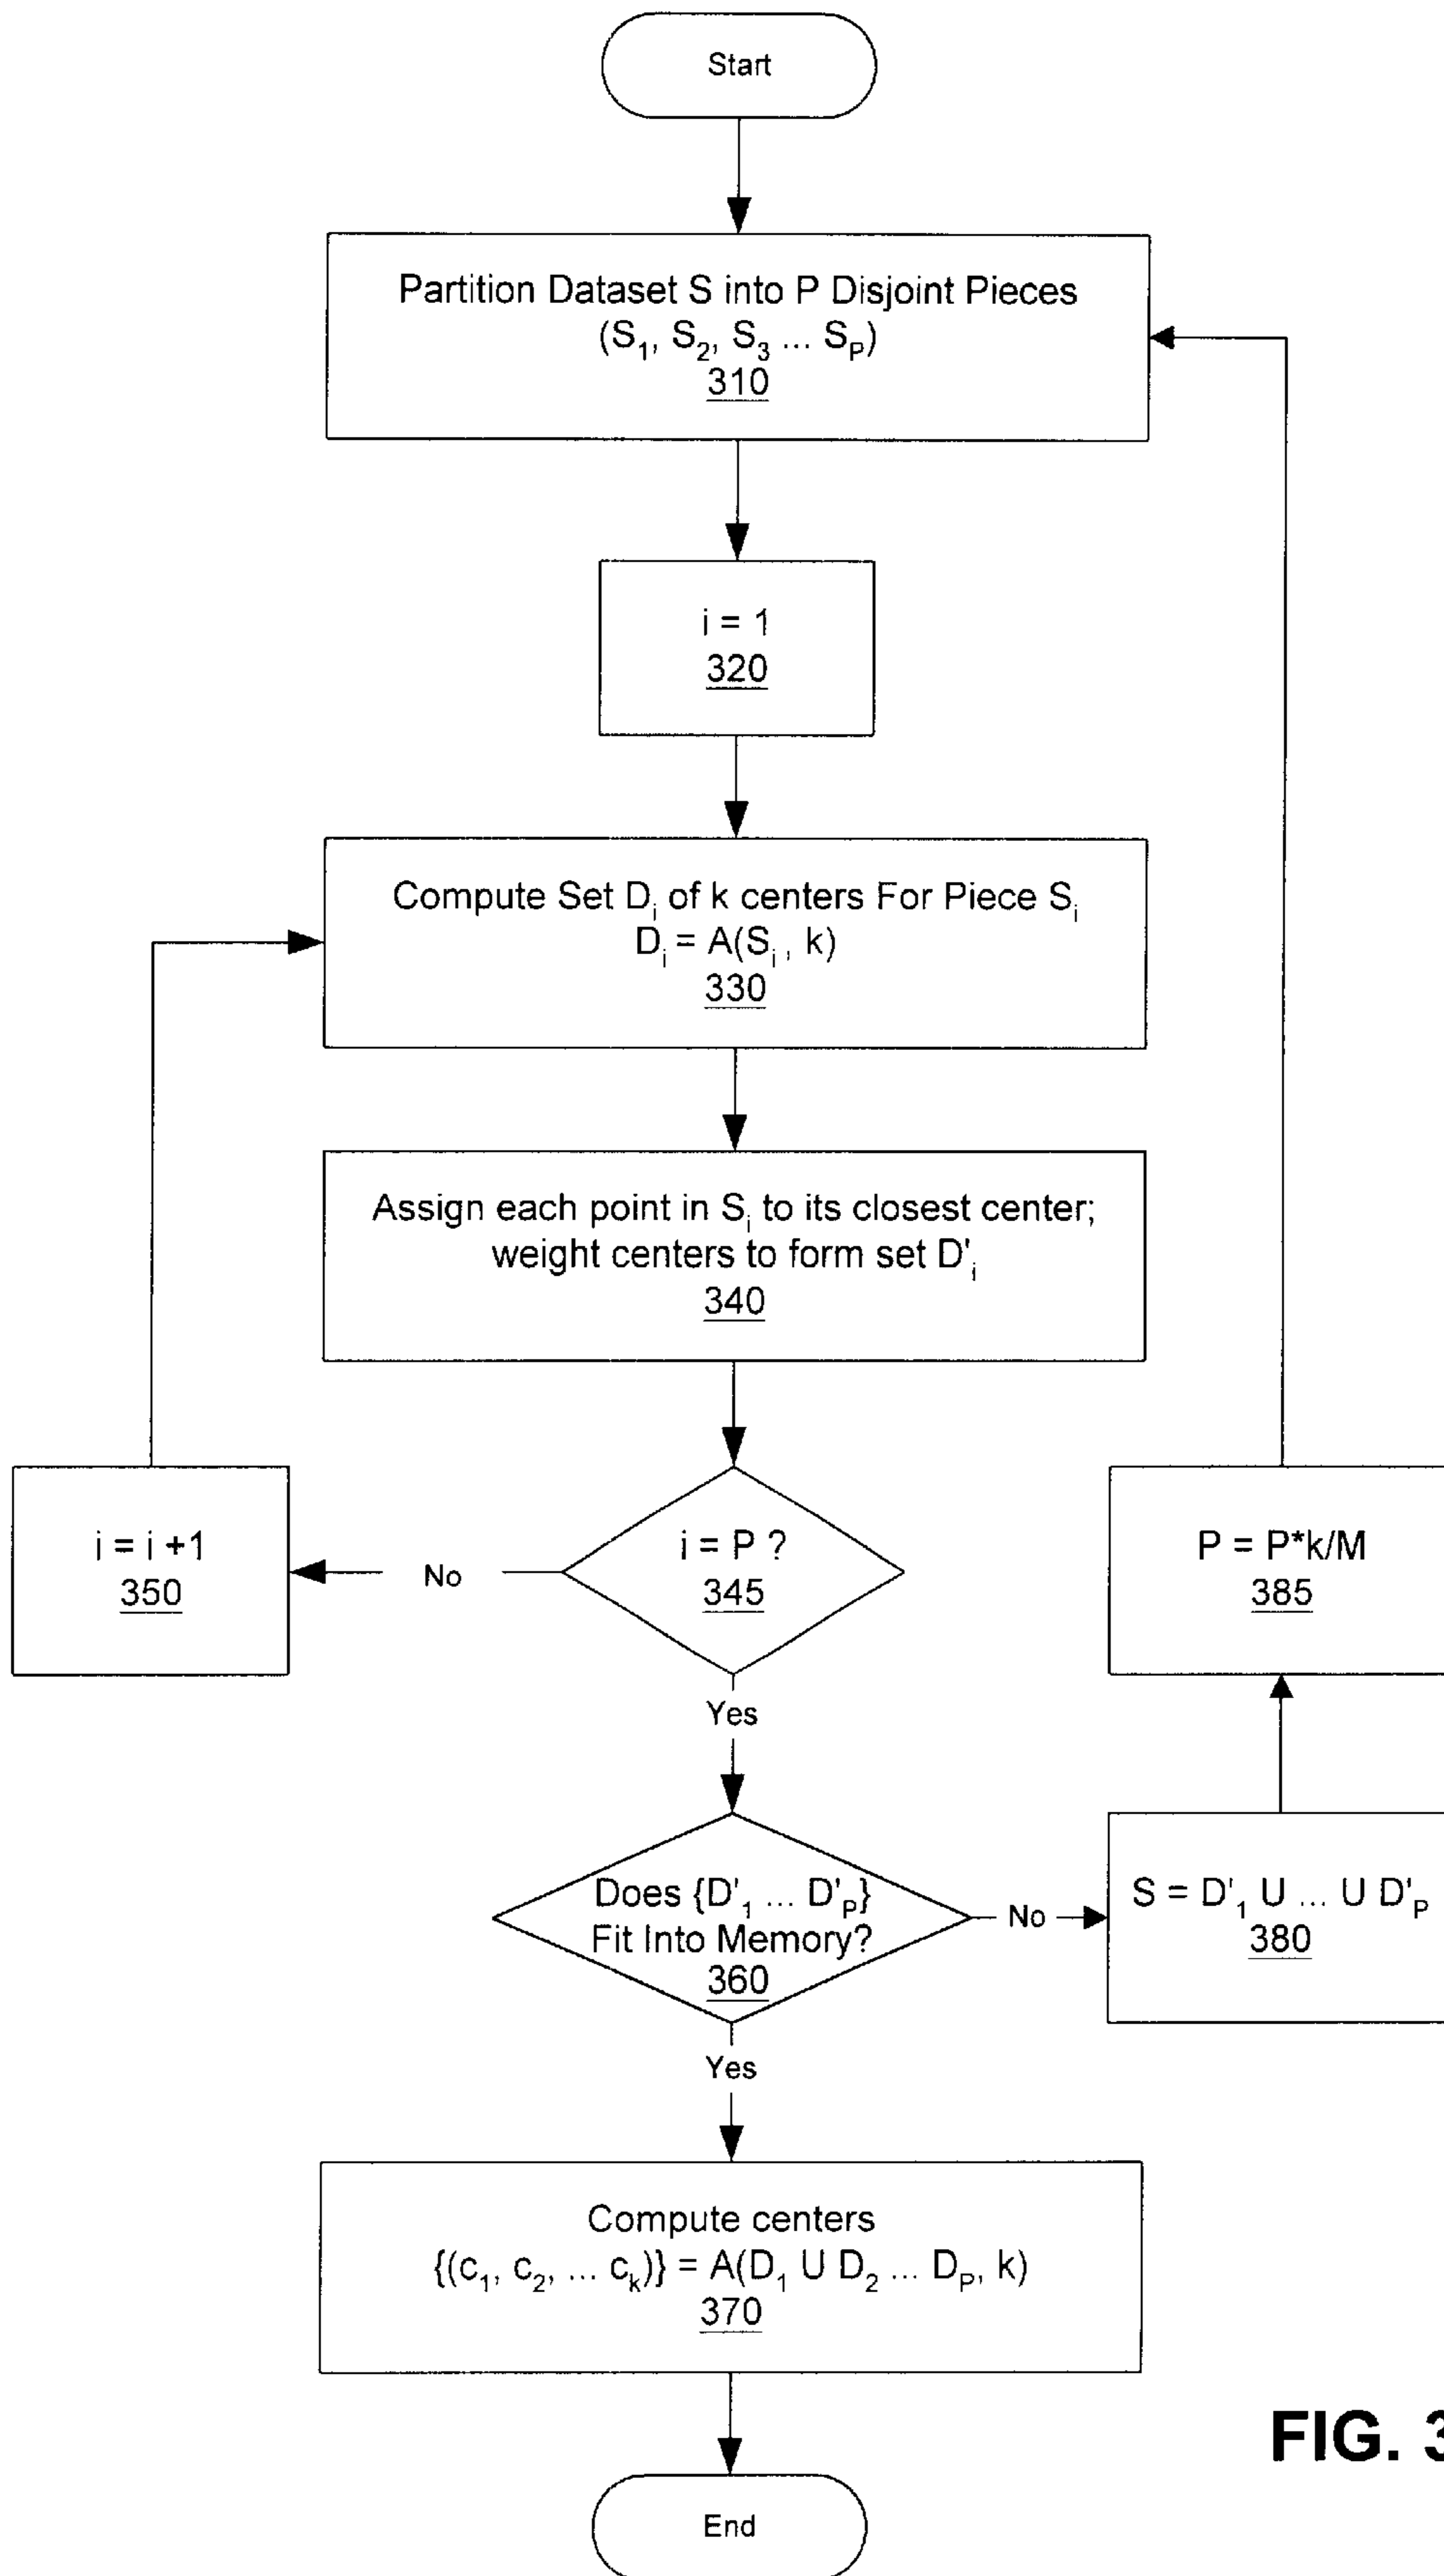 Start
Partition Dataset S into P Disjoint Pieces
(S₁, S₂, S₃ ... Sₚ)
310
i = 1
320
Compute Set Dᵢ of k centers For Piece Sᵢ
Dᵢ = A(Sᵢ, k)
330
Assign each point in Sᵢ to its closest center;
weight centers to form set D'ᵢ
340
i = i +1
350
No
i = P ?
345
P = P*k/M
385
Yes
Does {D'₁ ... D'ₚ}
Fit Into Memory?
360
No
S = D'₁ U ... U D'ₚ
380
Yes
Compute centers
{(c₁, c₂, ... cₖ)} = A(D₁ U D₂ ... Dₚ, k)
370
FIG. 3
End